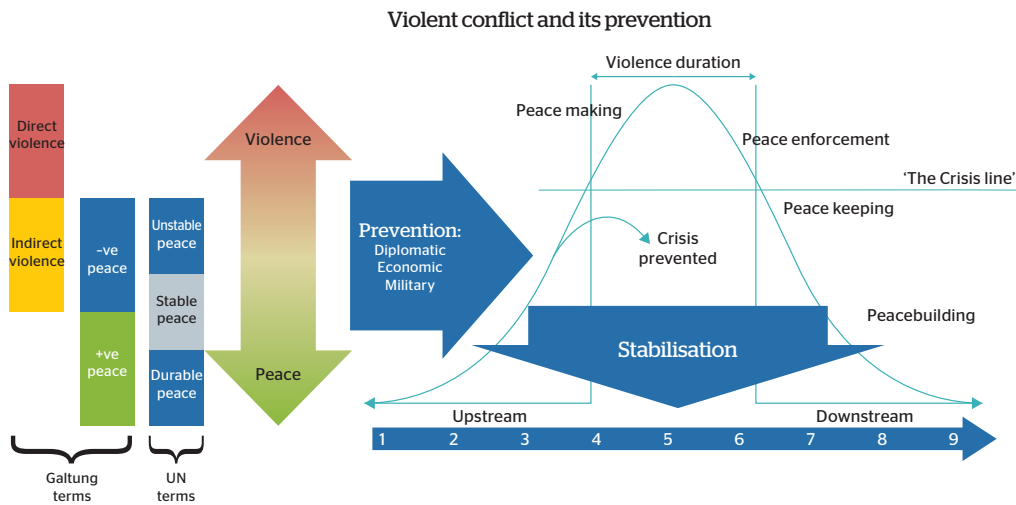 Violent conflict and its prevention
Direct
violence
Indirect
violence
–ve
peace
+ve
peace
Unstable
peace
Stable
peace
Durable
peace
Galtung
terms
UN
terms
Violence
Peace
Prevention:
Diplomatic
Economic
Military
Violence duration
Peace making
Peace enforcement
'The Crisis line'
Peace keeping
Crisis
prevented
Peacebuilding
Stabilisation
Upstream
Downstream
1 2 3 4 5 6 7 8 9